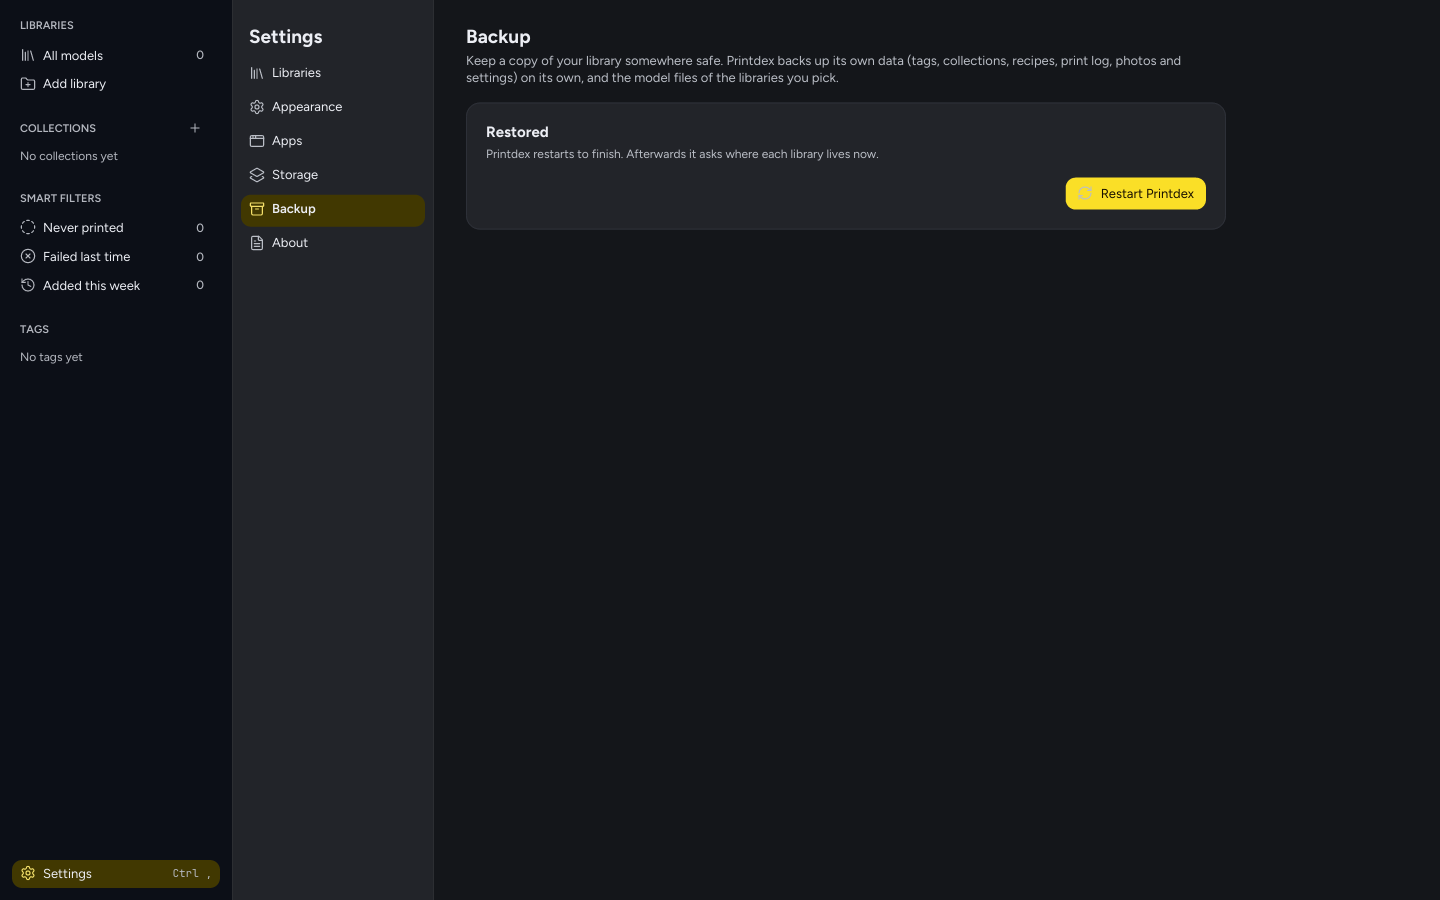 LIBRARIES
All models 0
Add library
COLLECTIONS
No collections yet
SMART FILTERS
Never printed 0
Failed last time 0
Added this week 0
TAGS
No tags yet
Settings Ctrl ,
Settings
Libraries
Appearance
Apps
Storage
Backup
About
Backup
Keep a copy of your library somewhere safe. Printdex backs up its own data (tags, collections, recipes, print log, photos and
settings) on its own, and the model files of the libraries you pick.
Restored
Printdex restarts to finish. Afterwards it asks where each library lives now.
Restart Printdex